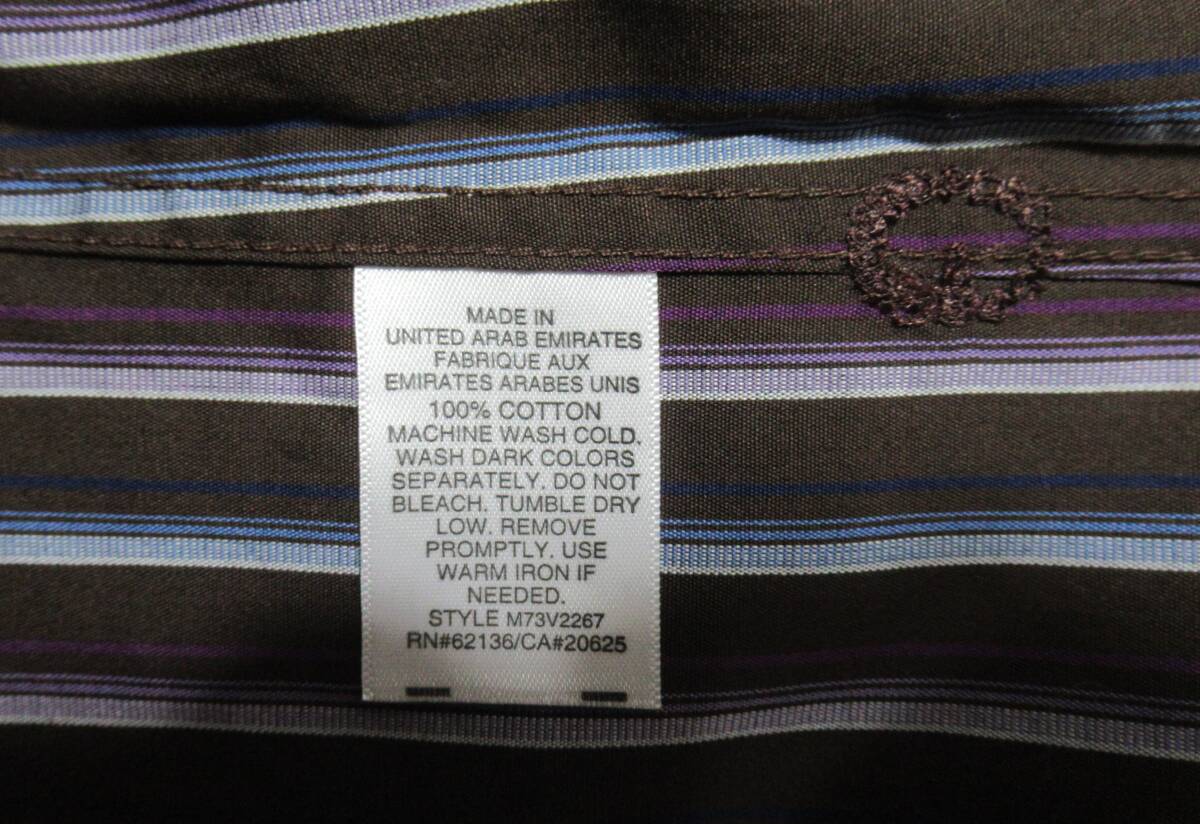 MADE IN
UNITED ARAB EMIRATES
FABRIQUE AUX
EMIRATES ARABES UNIS
100% COTTON
MACHINE WASH COLD.
WASH DARK COLORS
SEPARATELY. DO NOT
BLEACH. TUMBLE DRY
LOW. REMOVE
PROMPTLY. USE
WARM IRON IF
NEEDED.
STYLE M73V2267
RN#62136/CA#20625